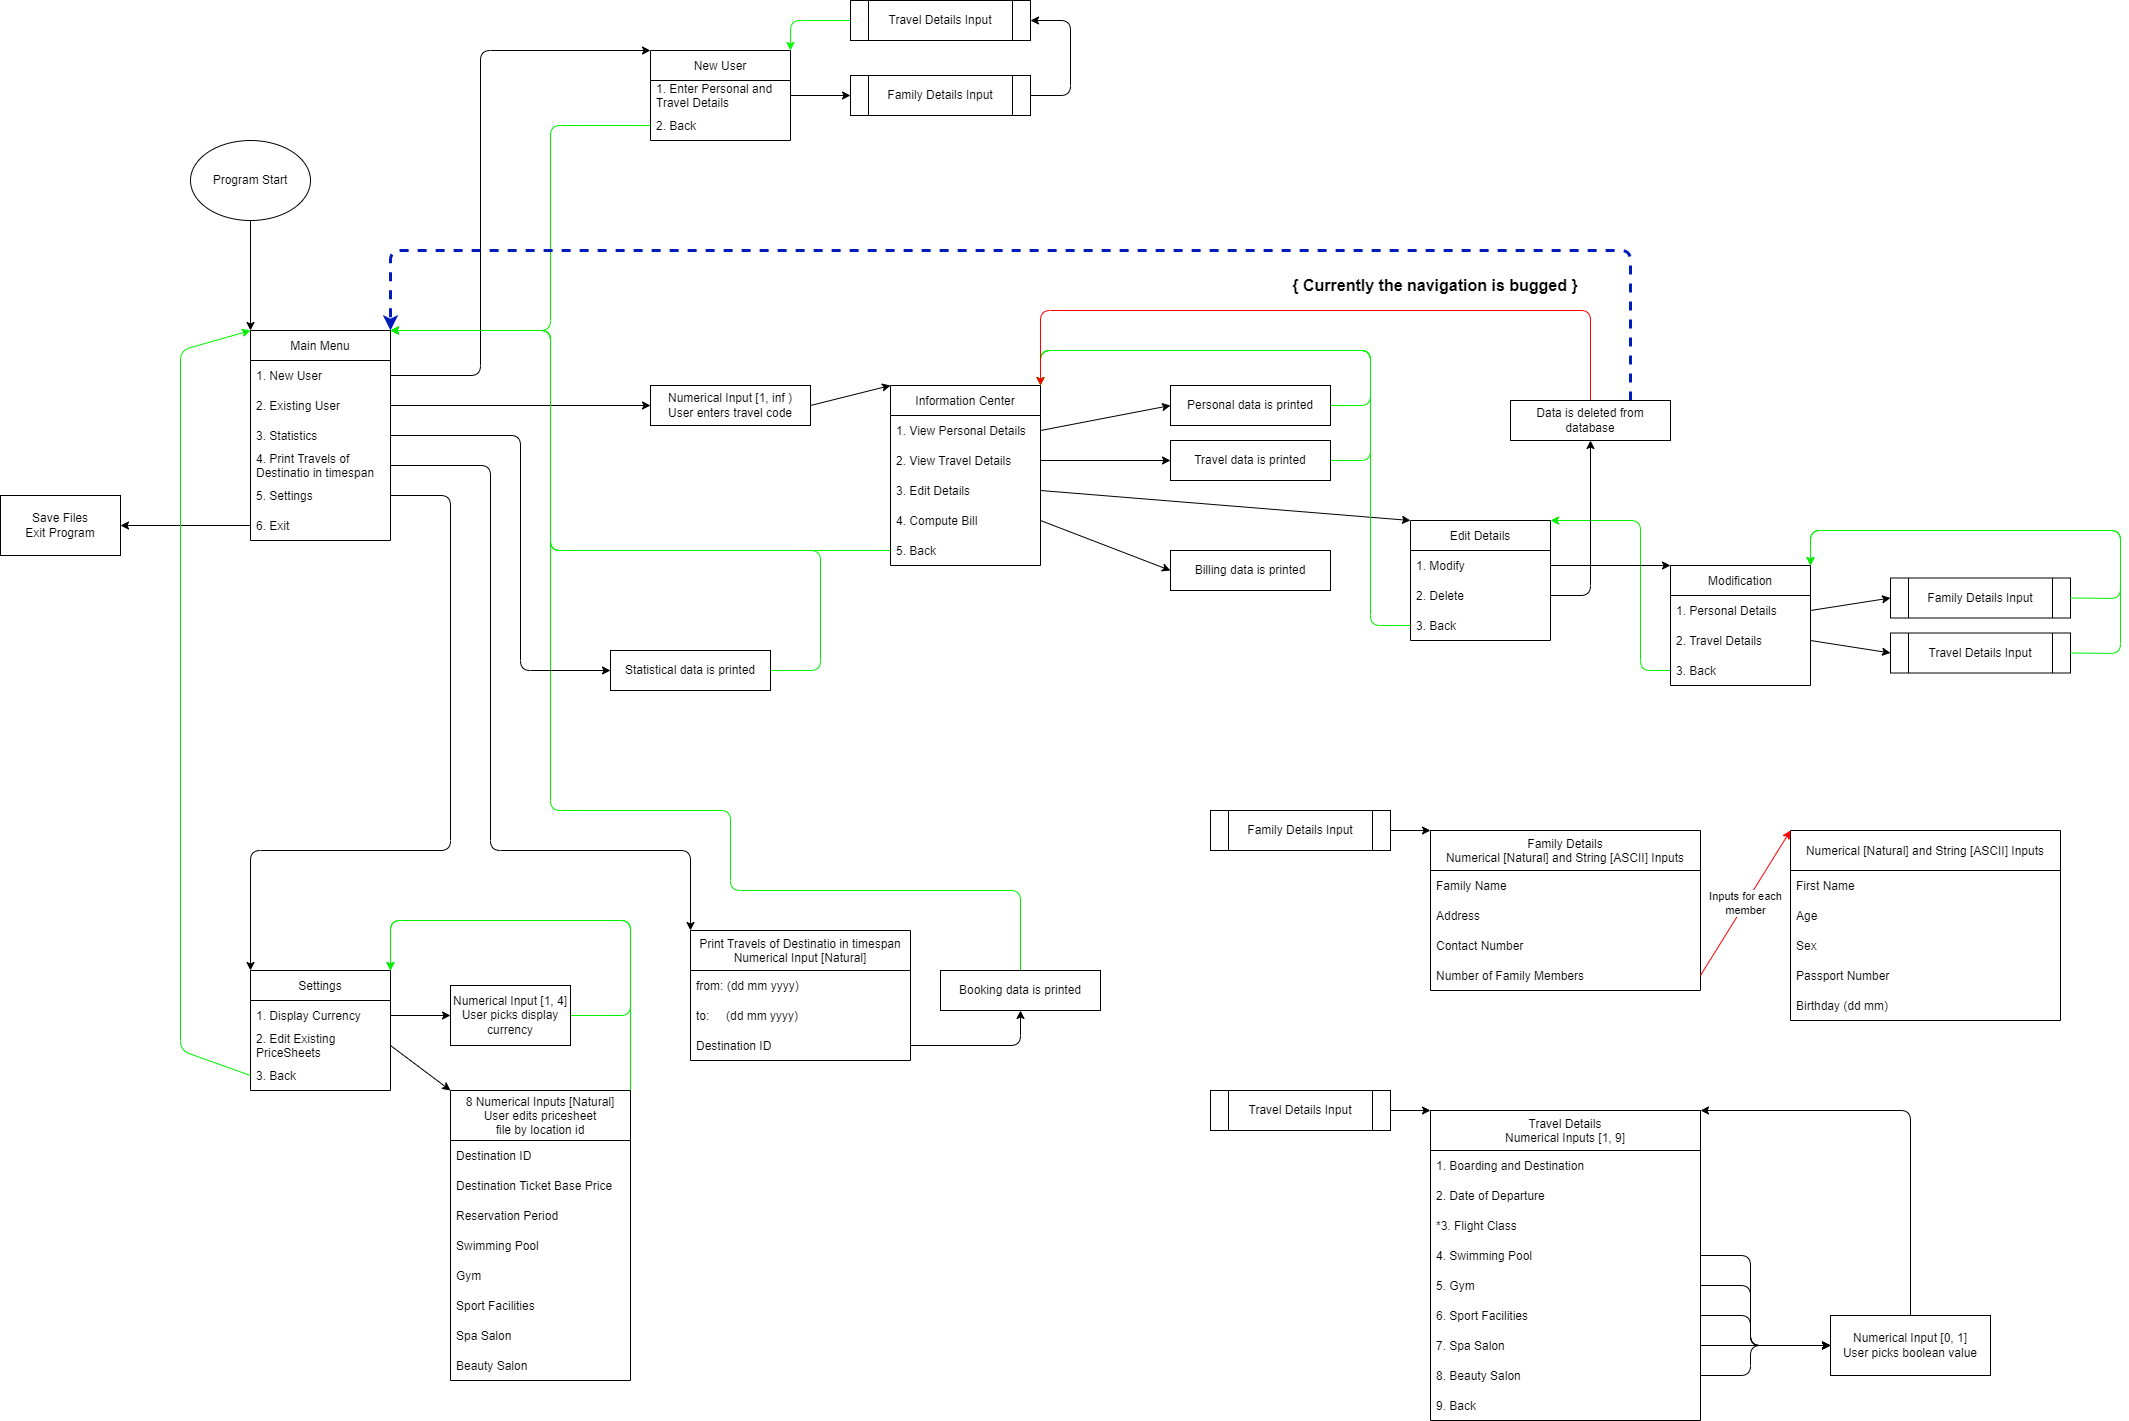 Travel Details Input
New User
1. Enter Personal and
Travel Details
2. Back
Family Details Input
Program Start
{ Currently the navigation is bugged }
Main Menu
1. New User
2. Existing User
3. Statistics
4. Print Travels of
Destinatio in timespan
5. Settings
6. Exit
Save Files
Exit Program
Numerical Input [1, inf )
User enters travel code
Information Center
1. View Personal Details
2. View Travel Details
3. Edit Details
4. Compute Bill
5. Back
Personal data is printed
Travel data is printed
Billing data is printed
Data is deleted from
database
Edit Details
1. Modify
2. Delete
3. Back
Modification
1. Personal Details
2. Travel Details
3. Back
Family Details Input
Travel Details Input
Statistical data is printed
Settings
1. Display Currency
2. Edit Existing
PriceSheets
3. Back
Numerical Input [1, 4]
User picks display
currency
8 Numerical Inputs [Natural]
User edits pricesheet
file by location id
Destination ID
Destination Ticket Base Price
Reservation Period
Swimming Pool
Gym
Sport Facilities
Spa Salon
Beauty Salon
Print Travels of Destinatio in timespan
Numerical Input [Natural]
from: (dd mm yyyy)
to: (dd mm yyyy)
Destination ID
Booking data is printed
Family Details Input
Family Details
Numerical [Natural] and String [ASCII] Inputs
Family Name
Address
Contact Number
Number of Family Members
Inputs for each
member
Numerical [Natural] and String [ASCII] Inputs
First Name
Age
Sex
Passport Number
Birthday (dd mm)
Travel Details Input
Travel Details
Numerical Inputs [1, 9]
1. Boarding and Destination
2. Date of Departure
*3. Flight Class
4. Swimming Pool
5. Gym
6. Sport Facilities
7. Spa Salon
8. Beauty Salon
9. Back
Numerical Input [0, 1]
User picks boolean value